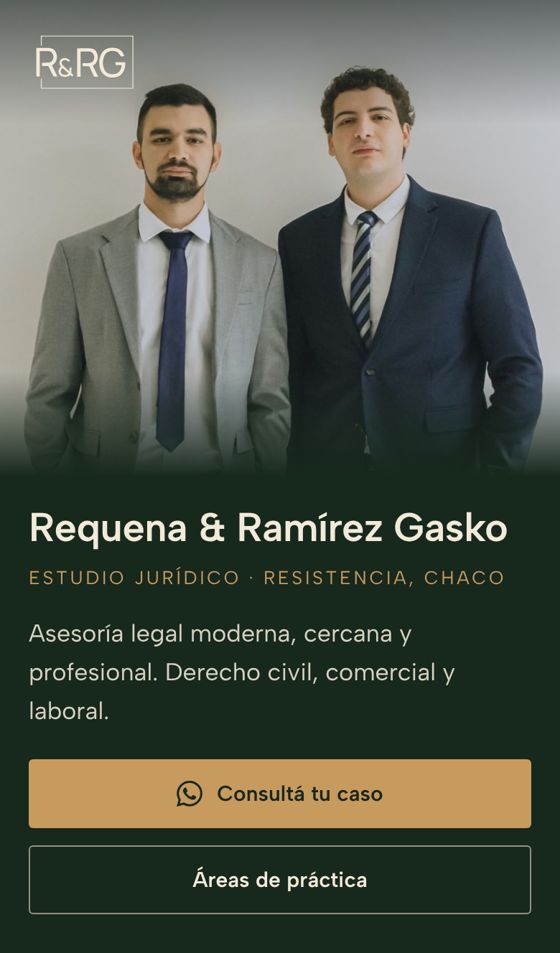 R&RG
Requena & Ramírez Gasko
ESTUDIO JURÍDICO · RESISTENCIA, CHACO
Asesoría legal moderna, cercana y
profesional. Derecho civil, comercial y
laboral.
Consultá tu caso
Áreas de práctica